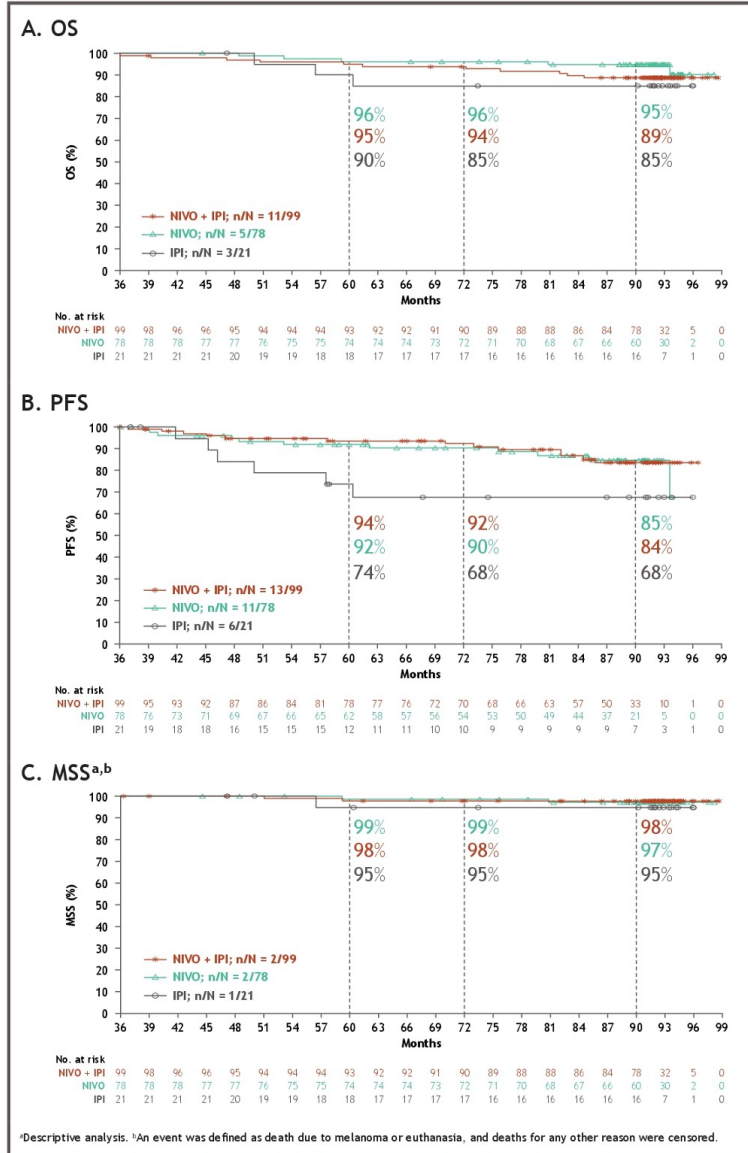 A. OS
100
90
80
70
60
50
40
30
20
10
0
OS (%)
96% 96% 95%
95% 94% 89%
90% 85% 85%
NIVO + IPI; n/N = 11/99
NIVO; n/N = 5/78
IPI; n/N = 3/21
36 39 42 45 48 51 54 57 60 63 66 69 72 75 78 81 84 87 90 93 96 99
Months
No. at risk
NIVO + IPI 99 98 96 96 95 94 94 94 93 92 92 91 90 89 88 88 86 84 78 32 5 0
NIVO 78 78 78 77 77 76 75 75 74 74 74 73 72 71 70 68 67 66 60 30 2 0
IPI 21 21 21 21 20 19 19 18 18 17 17 17 17 16 16 16 16 16 16 7 1 0
B. PFS
100
90
80
70
60
50
40
30
20
10
0
PFS (%)
94% 92% 85%
92% 90% 84%
74% 68% 68%
NIVO + IPI; n/N = 13/99
NIVO; n/N = 11/78
IPI; n/N = 6/21
36 39 42 45 48 51 54 57 60 63 66 69 72 75 78 81 84 87 90 93 96 99
Months
No. at risk
NIVO + IPI 99 95 93 92 87 86 84 81 78 77 76 72 70 68 66 63 57 50 33 10 1 0
NIVO 78 76 73 71 69 67 66 65 62 58 57 56 54 53 50 49 44 37 21 5 0 0
IPI 21 19 18 18 16 15 15 15 12 11 11 10 10 9 9 9 9 9 7 3 1 0
C. MSSa,b
100
90
80
70
60
50
40
30
20
10
0
MSS (%)
99% 99% 98%
98% 98% 97%
95% 95% 95%
NIVO + IPI; n/N = 2/99
NIVO; n/N = 2/78
IPI; n/N = 1/21
36 39 42 45 48 51 54 57 60 63 66 69 72 75 78 81 84 87 90 93 96 99
Months
No. at risk
NIVO + IPI 99 98 96 96 95 94 94 94 93 92 92 91 90 89 88 88 86 84 78 32 5 0
NIVO 78 78 78 77 77 76 75 75 74 74 74 73 72 71 70 68 67 66 60 30 2 0
IPI 21 21 21 21 20 19 19 18 18 17 17 17 17 16 16 16 16 16 16 7 1 0
aDescriptive analysis. bAn event was defined as death due to melanoma or euthanasia, and deaths for any other reason were censored.